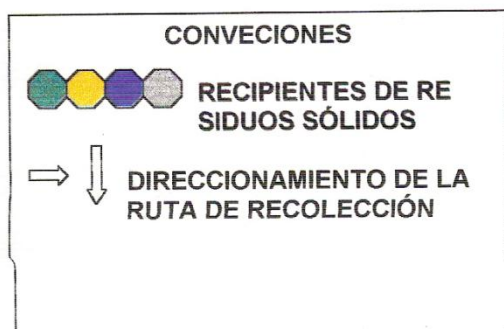 CONVECIONES
RECIPIENTES DE RE
SIDUOS SÓLIDOS
DIRECCIONAMIENTO DE LA
RUTA DE RECOLECCIÓN